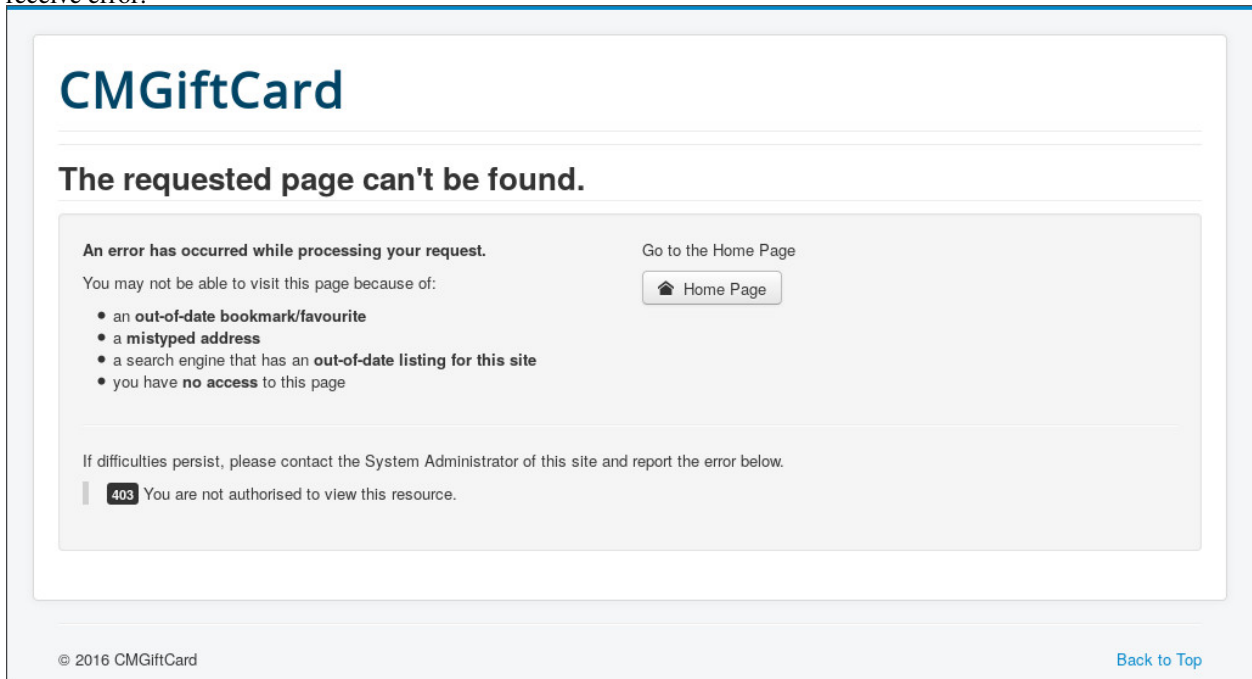 receive error.
CMGiftCard
The requested page can't be found.
An error has occurred while processing your request.
You may not be able to visit this page because of:
• an out-of-date bookmark/favourite
• a mistyped address
• a search engine that has an out-of-date listing for this site
• you have no access to this page
Go to the Home Page
Home Page
If difficulties persist, please contact the System Administrator of this site and report the error below.
403 You are not authorised to view this resource.
© 2016 CMGiftCard
Back to Top